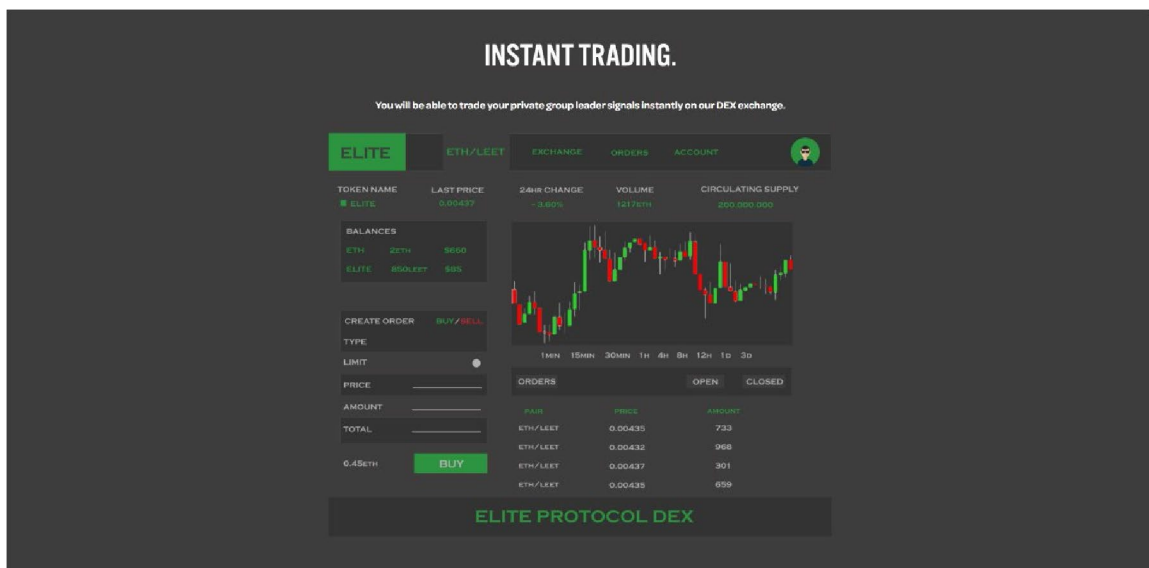 INSTANT TRADING.
You will be able to trade your private group leader signals instantly on our DEX exchange.
ELITE ETH/LEET EXCHANGE ORDERS ACCOUNT
TOKEN NAME LAST PRICE 24HR CHANGE VOLUME CIRCULATING SUPPLY
ELITE 0.00437 -3.60% 1217ETH 200.000.000
BALANCES
ETH 2ETH $660
ELITE 850LEET $85
CREATE ORDER BUY/SELL
TYPE
LIMIT
PRICE
AMOUNT
TOTAL
0.45ETH BUY
1MIN 15MIN 30MIN 1H 4H 8H 12H 1D 3D
ORDERS OPEN CLOSED
PAIR PRICE AMOUNT
ETH/LEET 0.00435 733
ETH/LEET 0.00432 968
ETH/LEET 0.00437 301
ETH/LEET 0.00435 659
ELITE PROTOCOL DEX